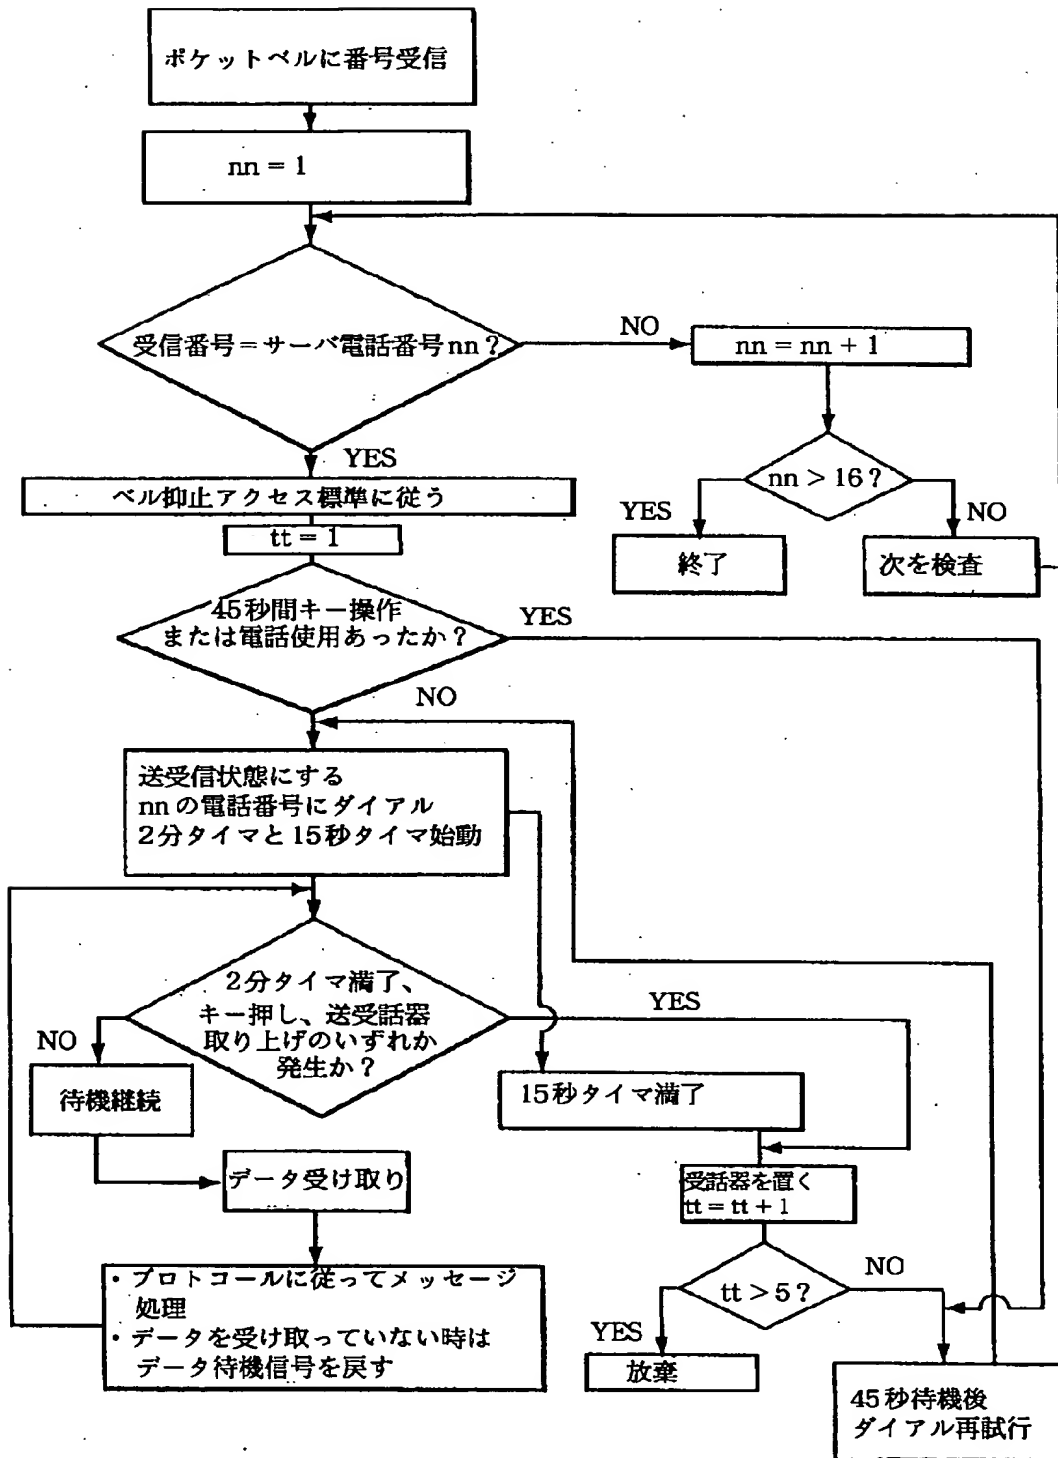 ポケットベルに番号受信
nn = 1
受信番号=サーバ電話番号nn?
NO
nn = nn + 1
YES
nn > 16?
ベル抑止アクセス標準に従う
YES
NO
tt = 1
終了
次を検査
45秒間キー操作
または電話使用あったか?
YES
NO
送受信状態にする
nnの電話番号にダイアル
2分タイマと15秒タイマ始動
2分タイマ満了、
キー押し、送受話器
取り上げのいずれか
発生か?
YES
NO
待機継続
15秒タイマ満了
データ受け取り
受話器を置く
tt = tt + 1
・プロトコールに従ってメッセージ
処理
・データを受け取っていない時は
データ待機信号を戻す
tt > 5?
NO
YES
放棄
45秒待機後
ダイアル再試行